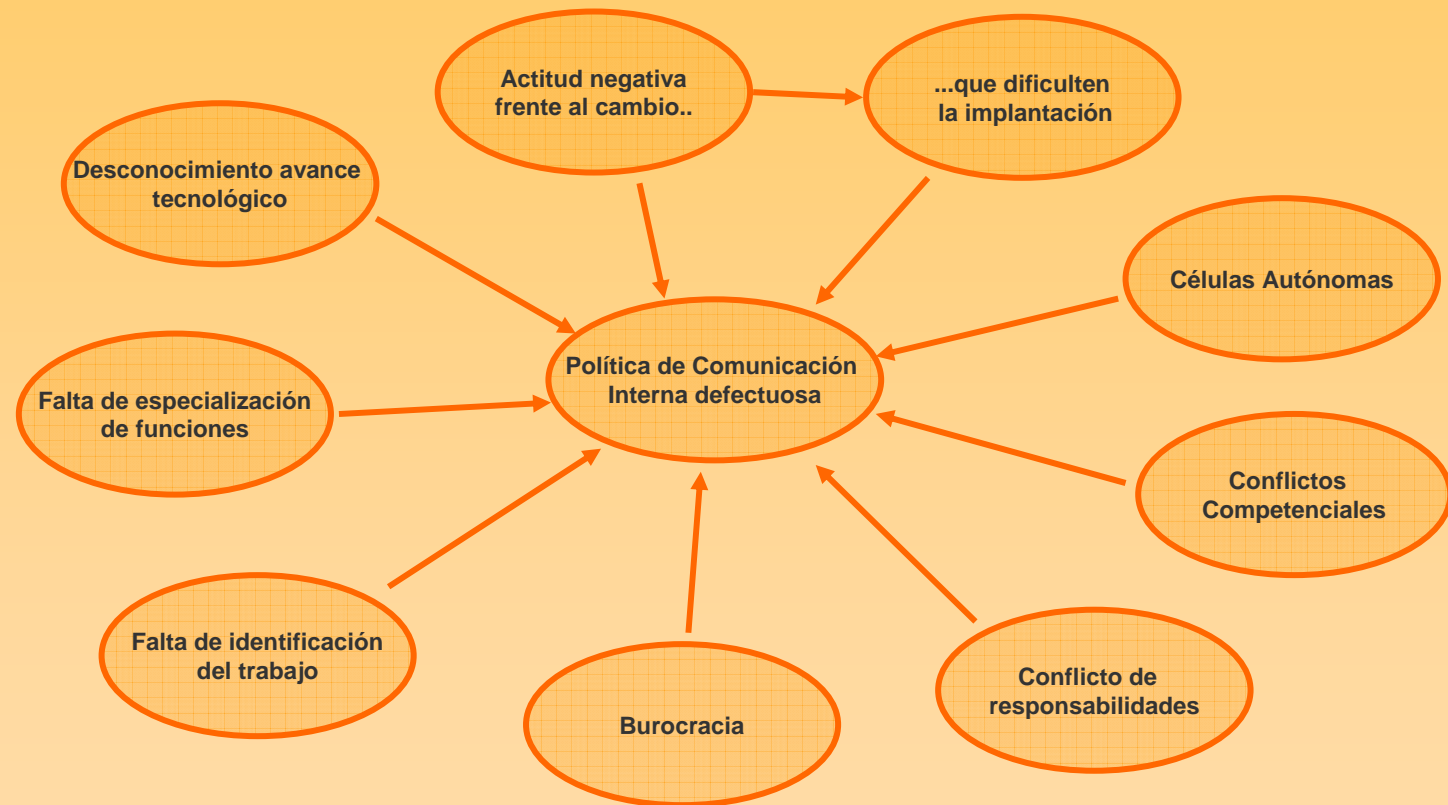 Actitud negativa
frente al cambio..
...que dificulten
la implantación
Desconocimiento avance
tecnológico
Células Autónomas
Política de Comunicación
Interna defectuosa
Falta de especialización
de funciones
Conflictos
Competenciales
Falta de identificación
del trabajo
Conflicto de
responsabilidades
Burocracia